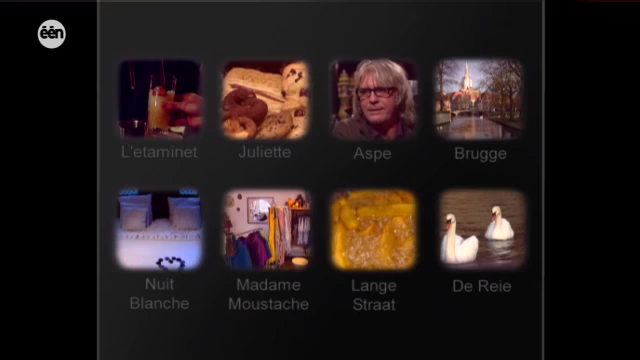 één
L'etaminet
Juliette
Aspe
Brugge
Nuit
Blanche
Madame
Moustache
Lange
Straat
De Reie